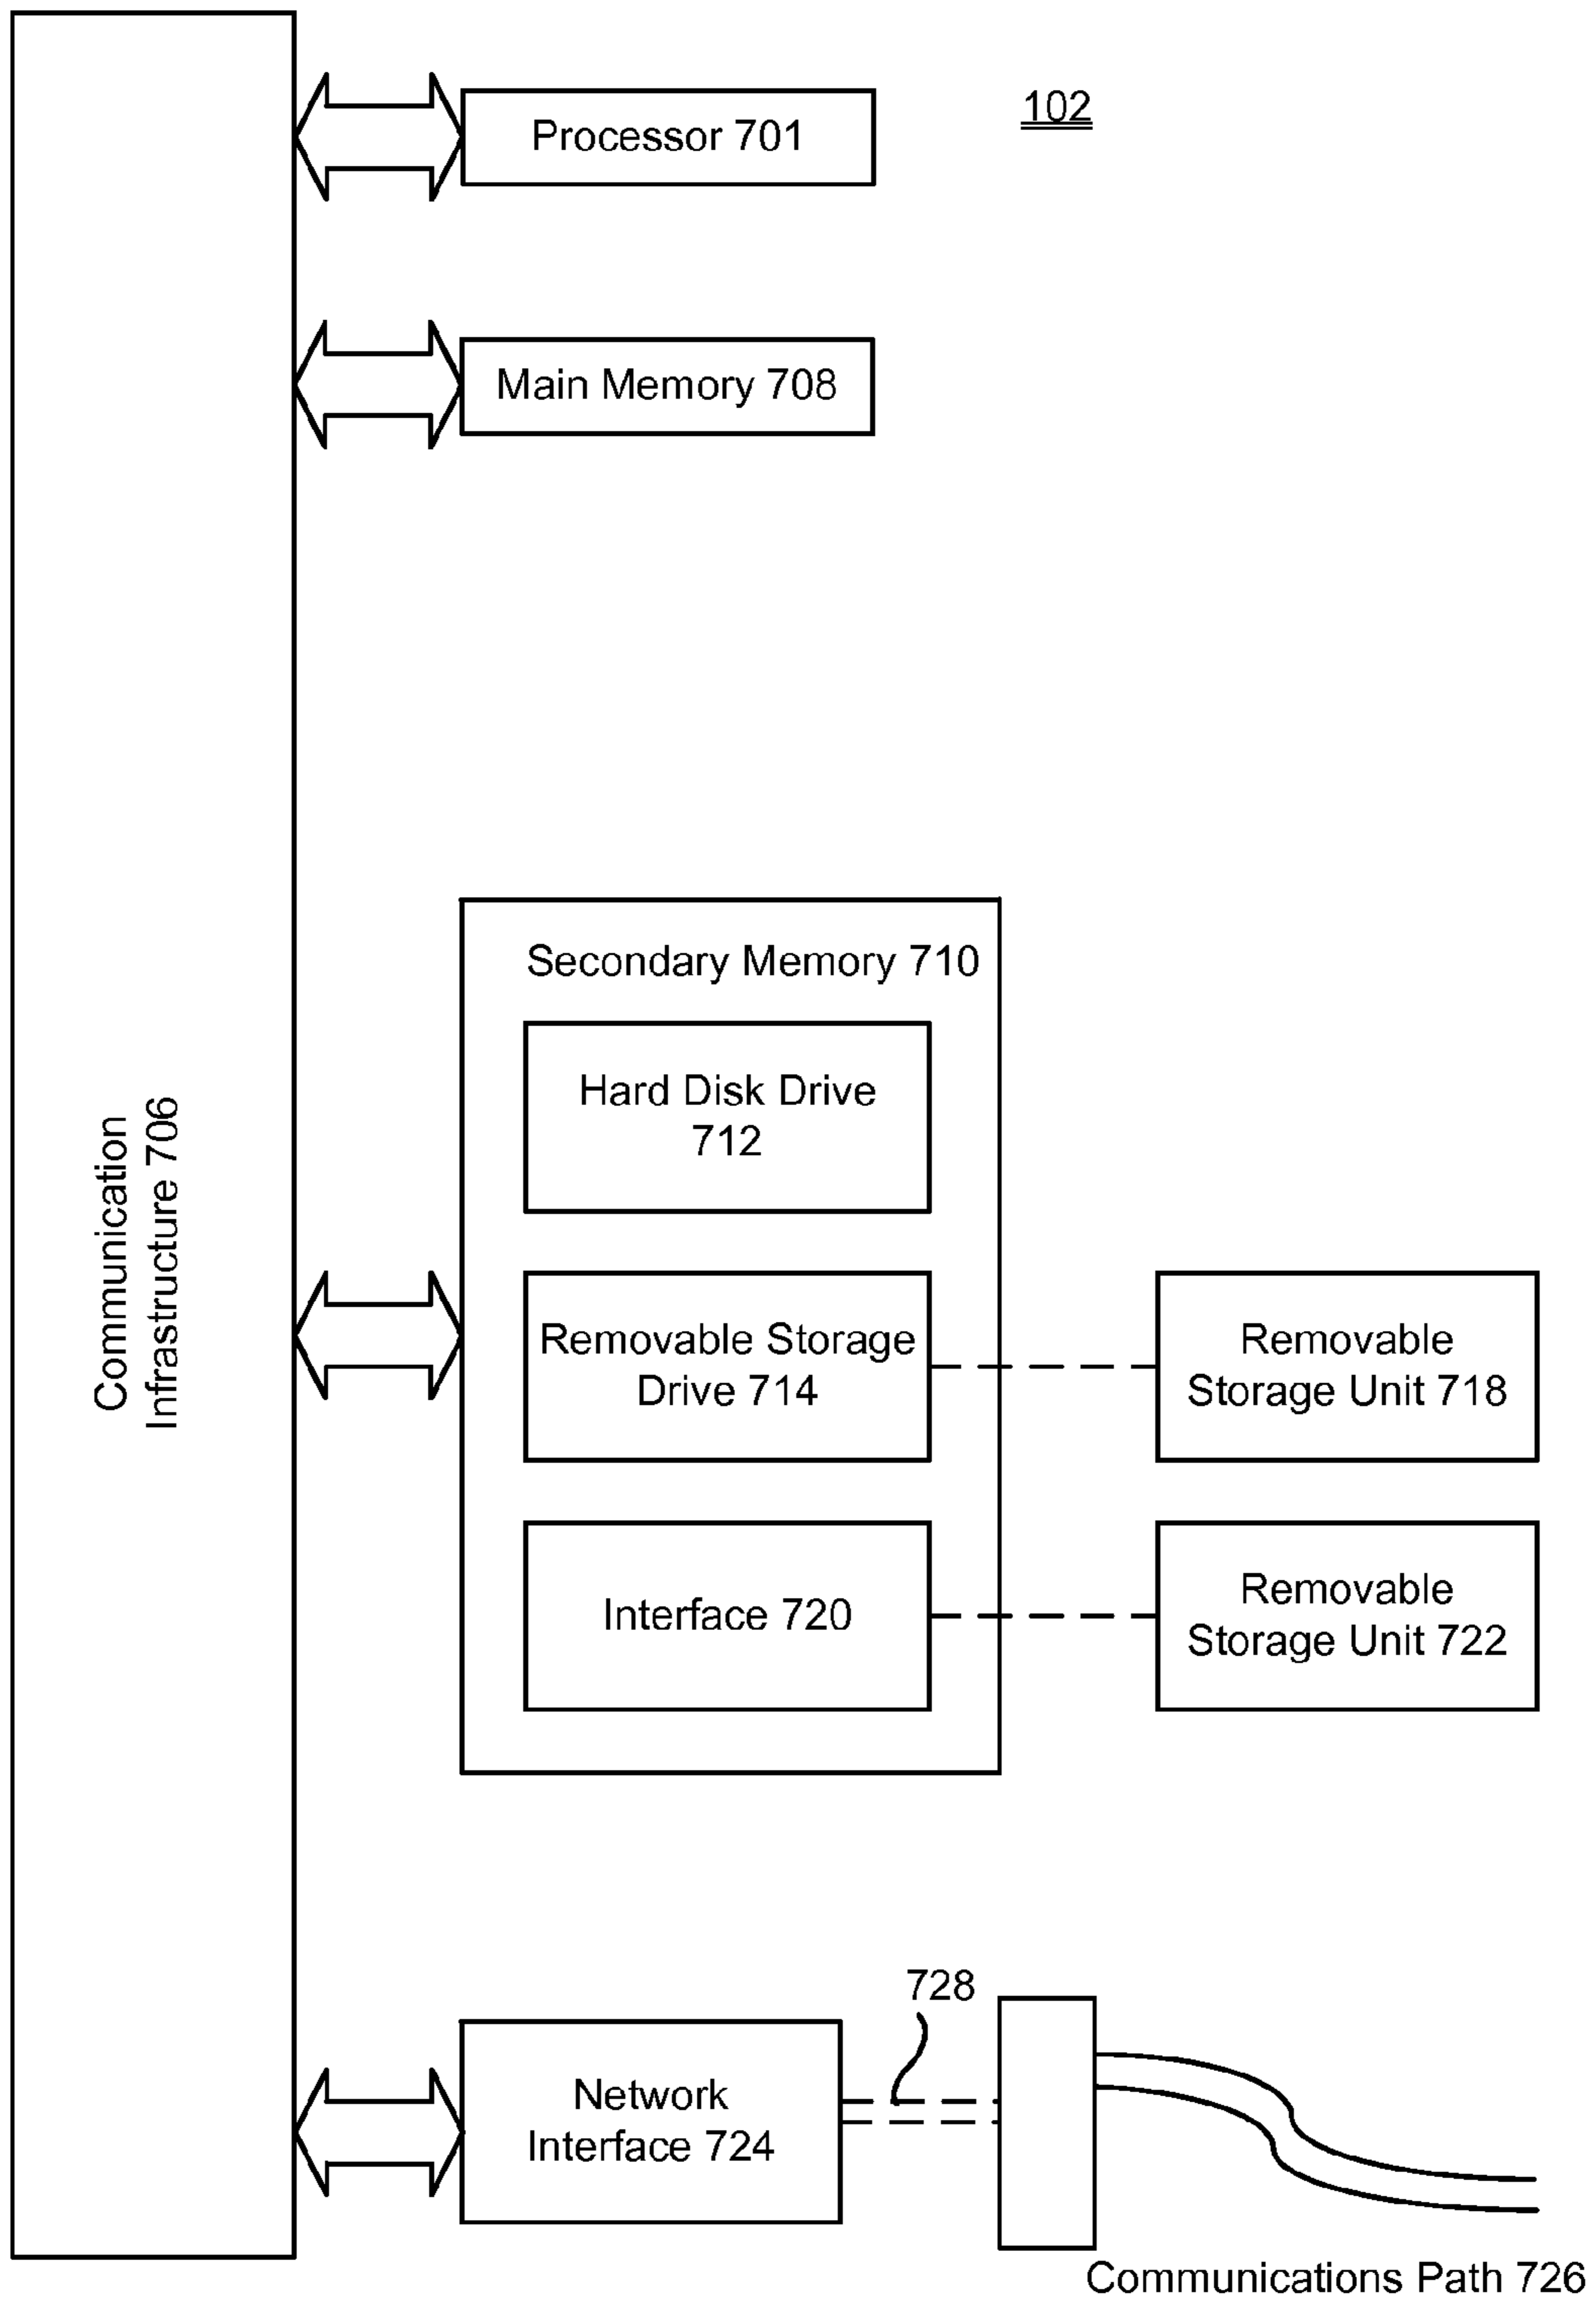 Processor 701
102
Main Memory 708
Secondary Memory 710
Hard Disk Drive
712
Communication
Infrastructure 706
Removable Storage
Drive 714
Removable
Storage Unit 718
Interface 720
Removable
Storage Unit 722
728
Network
Interface 724
Communications Path 726